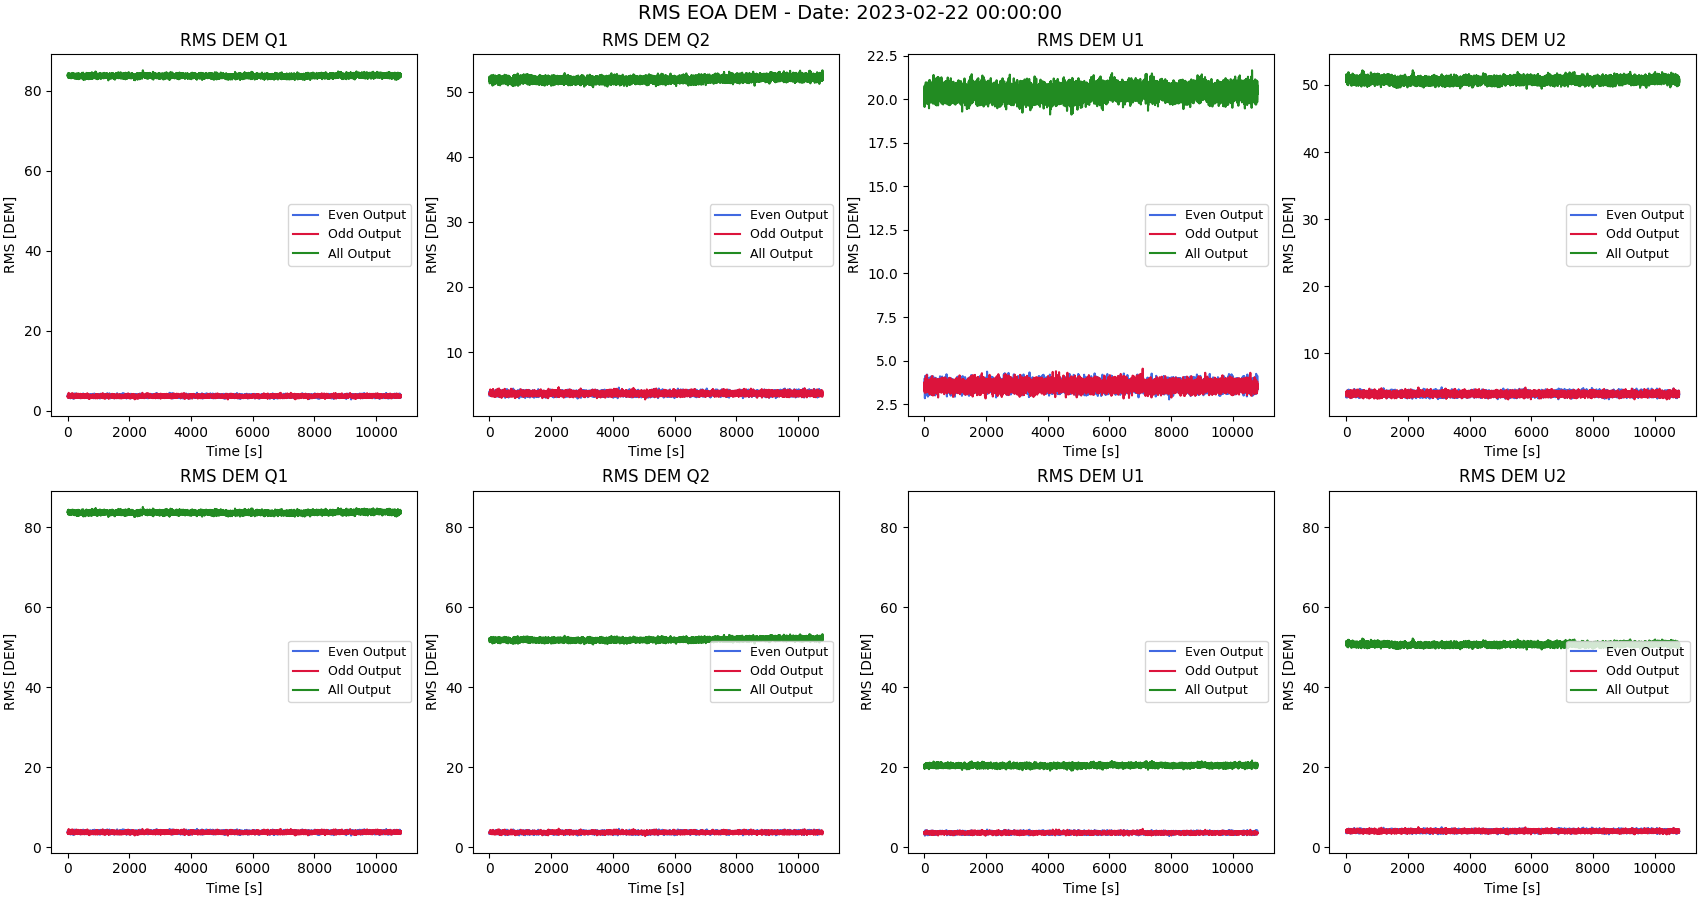 RMS EOA DEM - Date: 2023-02-22 00:00:00
RMS DEM Q1
RMS [DEM]
80
60
40
20
0
Even Output
Odd Output
All Output
0 2000 4000 6000 8000 10000
Time [s]
RMS DEM Q2
RMS [DEM]
50
40
30
20
10
Even Output
Odd Output
All Output
0 2000 4000 6000 8000 10000
Time [s]
RMS DEM U1
RMS [DEM]
22.5
20.0
17.5
15.0
12.5
10.0
7.5
5.0
2.5
Even Output
Odd Output
All Output
0 2000 4000 6000 8000 10000
Time [s]
RMS DEM U2
RMS [DEM]
50
40
30
20
10
Even Output
Odd Output
All Output
0 2000 4000 6000 8000 10000
Time [s]
RMS DEM Q1
RMS [DEM]
80
60
40
20
0
Even Output
Odd Output
All Output
0 2000 4000 6000 8000 10000
Time [s]
RMS DEM Q2
RMS [DEM]
80
60
40
20
0
Even Output
Odd Output
All Output
0 2000 4000 6000 8000 10000
Time [s]
RMS DEM U1
RMS [DEM]
80
60
40
20
0
Even Output
Odd Output
All Output
0 2000 4000 6000 8000 10000
Time [s]
RMS DEM U2
RMS [DEM]
80
60
40
20
0
Even Output
Odd Output
All Output
0 2000 4000 6000 8000 10000
Time [s]